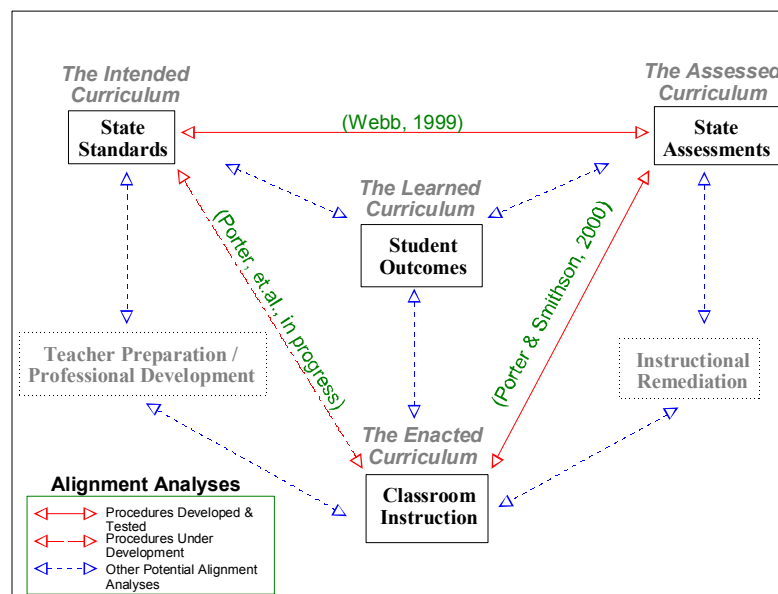 The Intended
Curriculum
State
Standards
(Webb, 1999)
The Assessed
Curriculum
State
Assessments
The Learned
Curriculum
Student
Outcomes
(Porter, et.al., in progress)
(Porter & Smithson, 2000)
Teacher Preparation /
Professional Development
Instructional
Remediation
The Enacted
Curriculum
Classroom
Instruction
Alignment Analyses
Procedures Developed &
Tested
Procedures Under
Development
Other Potential Alignment
Analyses